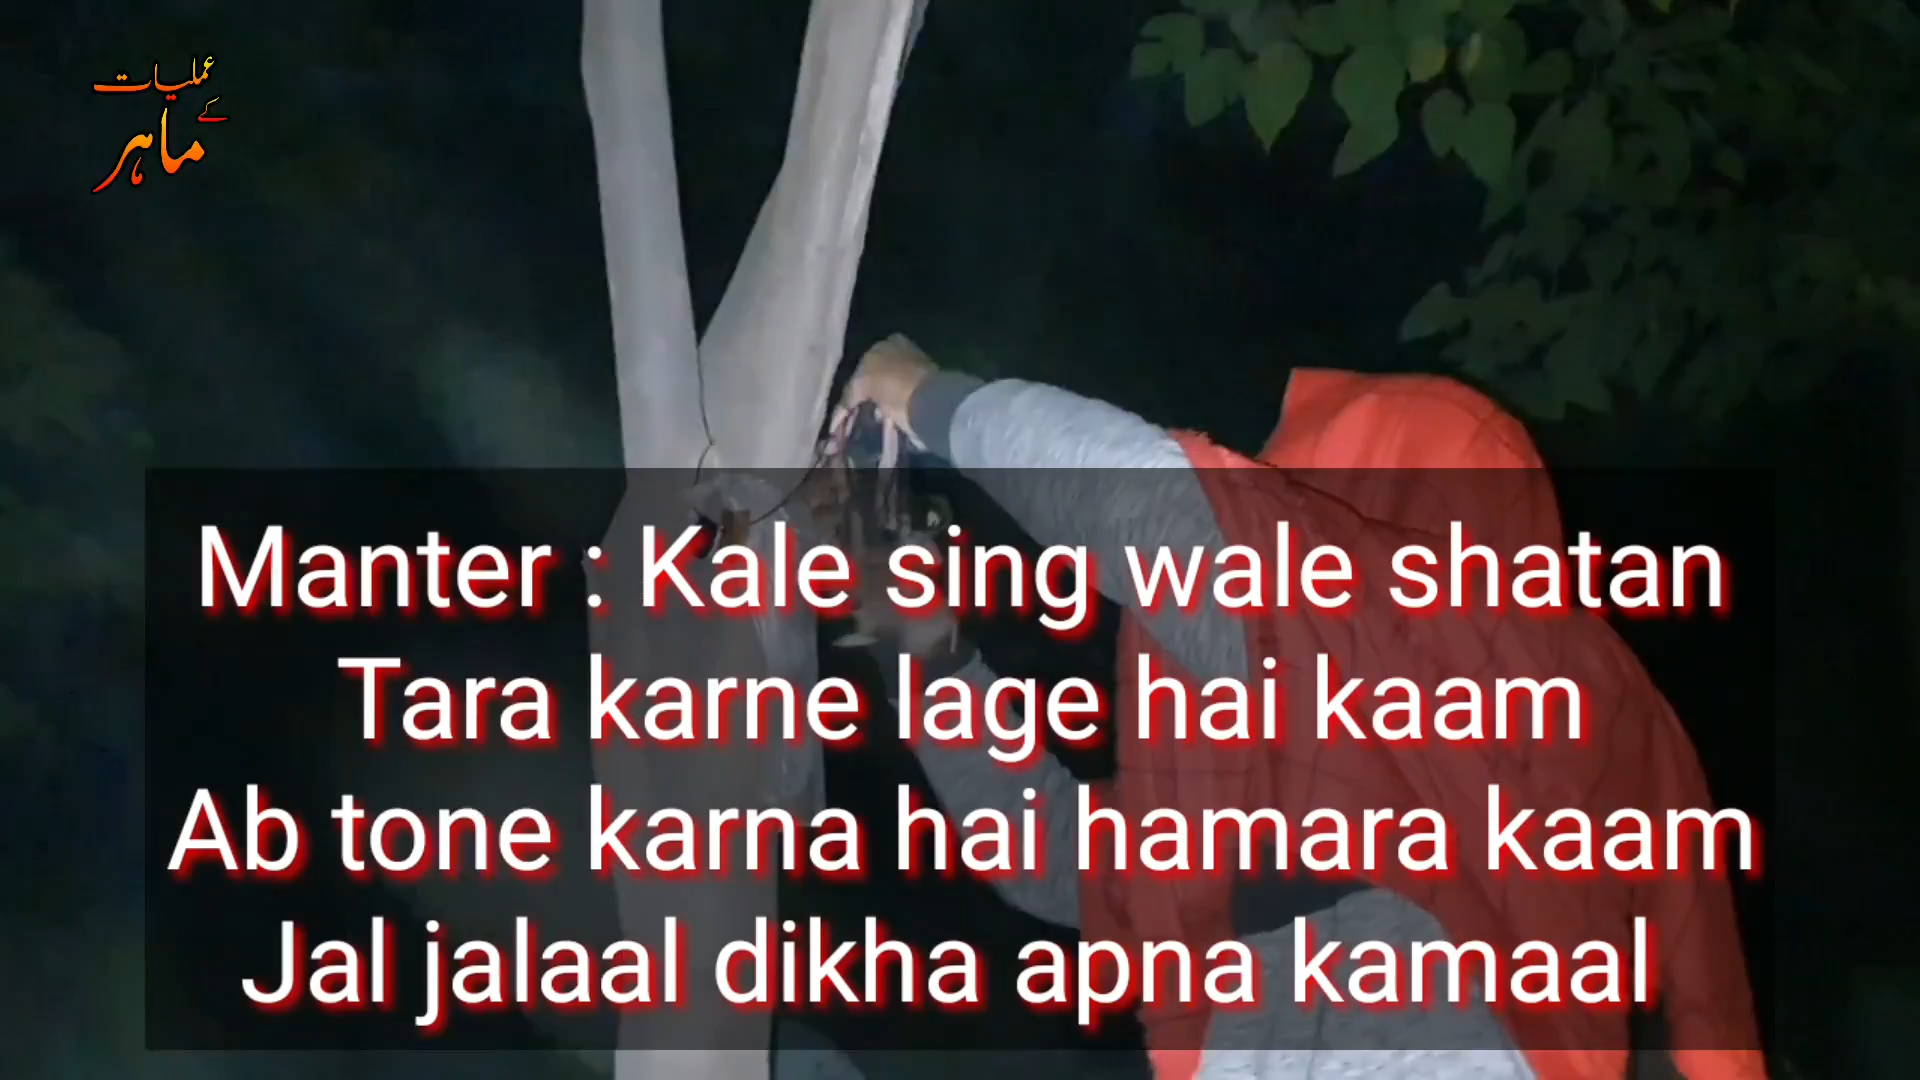 عملیات
کے
ماہر
Manter : Kale sing wale shatan
Tara karne lage hai kaam
Ab tone karna hai hamara kaam
Jal jalaal dikha apna kamaal